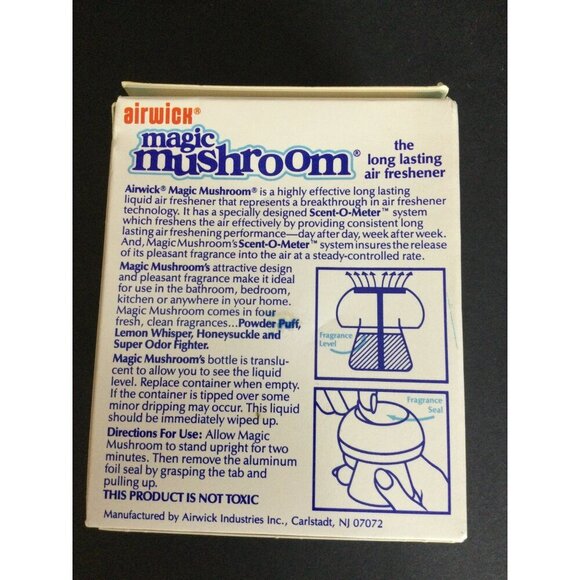 airwick®
magic
mushroom®
the
long lasting
air freshener
Airwick® Magic Mushroom® is a highly effective long lasting
liquid air freshener that represents a breakthrough in air freshener
technology. It has a specially designed Scent-O-Meter™ system
which freshens the air effectively by providing consistent long
lasting air freshening performance—day after day, week after week.
And, Magic Mushroom's Scent-O-Meter™ system insures the release
of its pleasant fragrance into the air at a steady-controlled rate.
Magic Mushroom's attractive design
and pleasant fragrance make it ideal
for use in the bathroom, bedroom,
kitchen or anywhere in your home.
Magic Mushroom comes in four
fresh, clean fragrances...Powder Puff,
Lemon Whisper, Honeysuckle and
Super Odor Fighter.
Magic Mushroom's bottle is translu-
cent to allow you to see the liquid
level. Replace container when empty.
If the container is tipped over some
minor dripping may occur. This liquid
should be immediately wiped up.
Directions For Use: Allow Magic
Mushroom to stand upright for two
minutes. Then remove the aluminum
foil seal by grasping the tab and
pulling up.
THIS PRODUCT IS NOT TOXIC
Fragrance
Level
Fragrance
Seal
Manufactured by Airwick Industries Inc., Carlstadt, NJ 07072